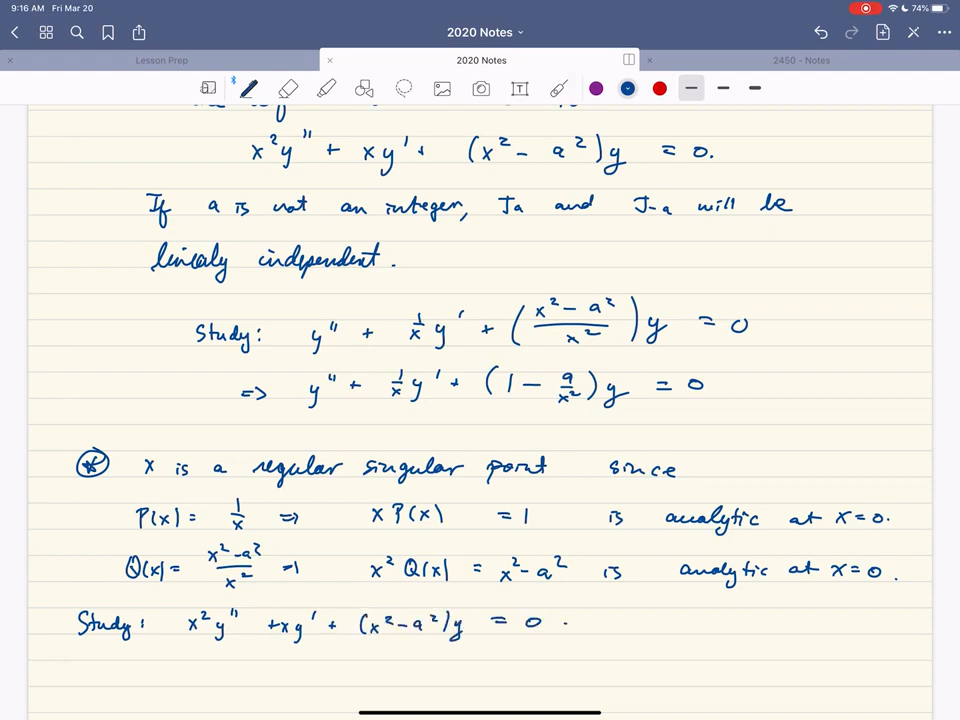 9:16 AM Fri Mar 20
74%
2020 Notes
Lesson Prep
2020 Notes
2450 - Notes
x²y" + xy' + (x² - a²)y = 0.
If a is not an integer, Ja and J-a will be
linealy independent.
Study: y" + 1/x y' + ((x² - a²)/x²)y = 0
=> y" + 1/x y' + (1 - a/x²)y = 0
* x is a regular singular point since
P(x) = 1/x => x P(x) = 1 is analytic at x=0.
Q(x) = (x² - a²)/x² => x² Q(x) = x² - a² is analytic at x=0.
Study: x²y" + xy' + (x² - a²)y = 0.